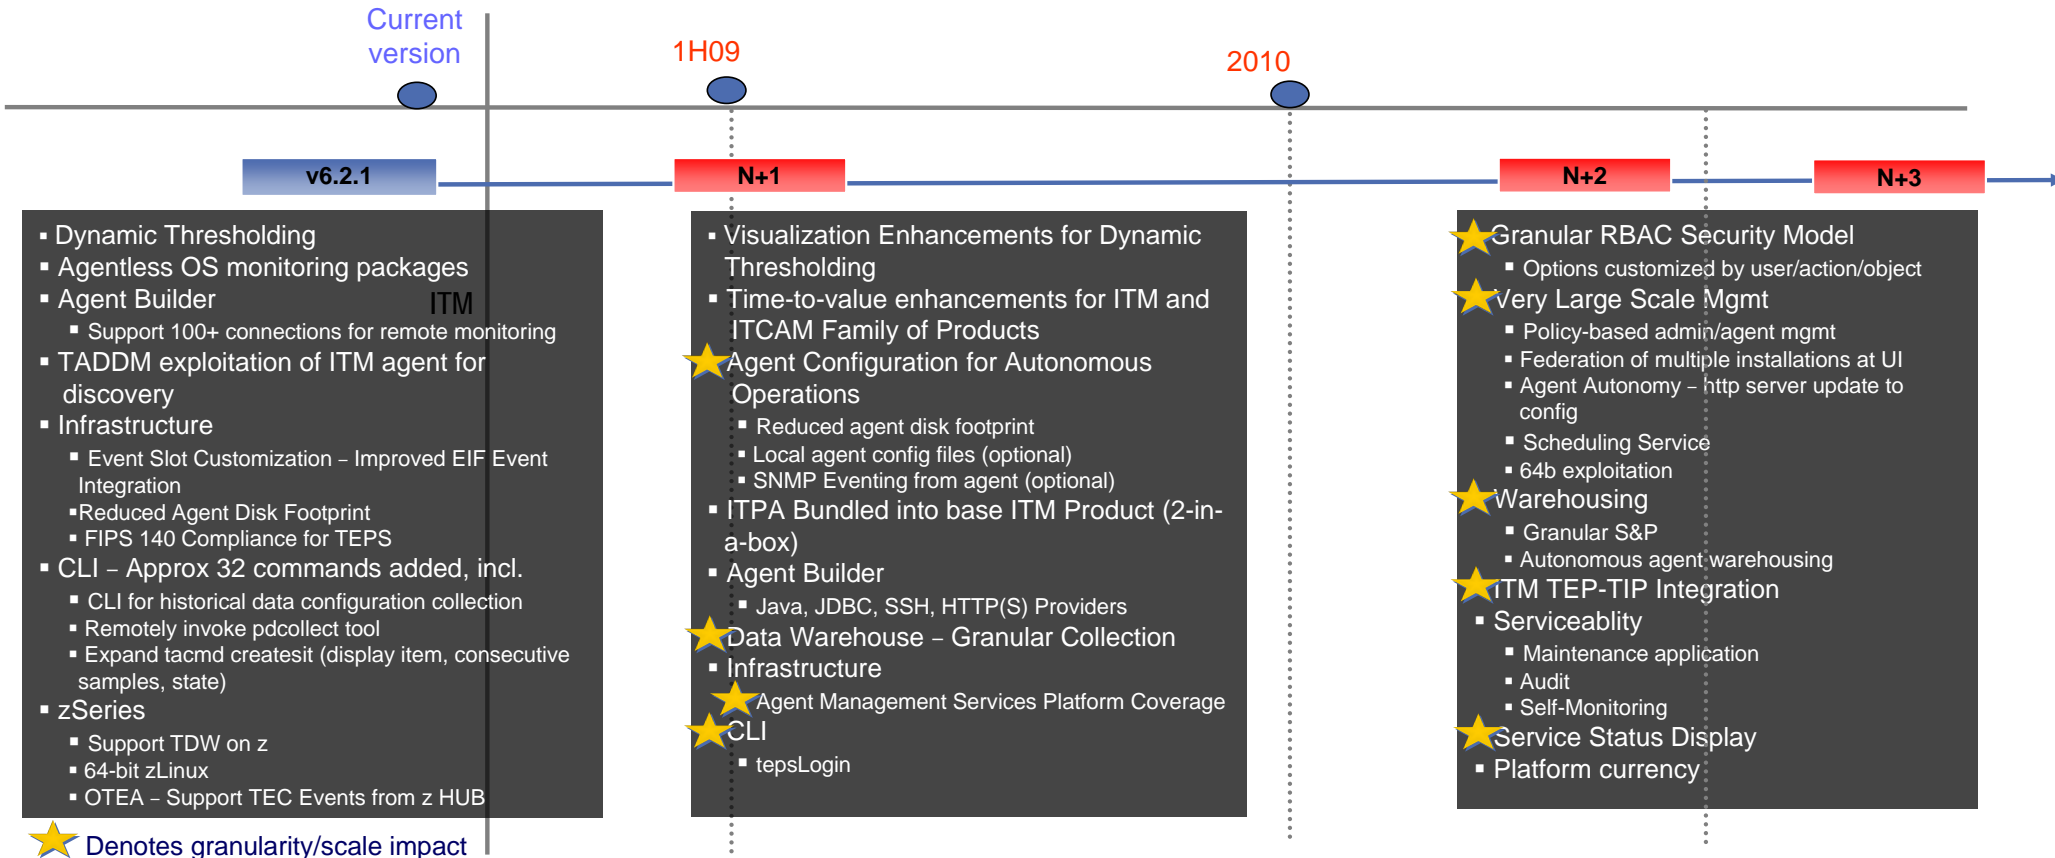 Current
version
1H09
2010
v6.2.1
N+1
N+2
N+3
▪ Dynamic Thresholding
▪ Agentless OS monitoring packages
▪ Agent Builder
ITM
▪ Support 100+ connections for remote monitoring
▪ TADDM exploitation of ITM agent for
discovery
▪ Infrastructure
▪ Event Slot Customization – Improved EIF Event
Integration
▪Reduced Agent Disk Footprint
▪ FIPS 140 Compliance for TEPS
▪ CLI – Approx 32 commands added, incl.
▪ CLI for historical data configuration collection
▪ Remotely invoke pdcollect tool
▪ Expand tacmd createsit (display item, consecutive
samples, state)
▪ zSeries
▪ Support TDW on z
▪ 64-bit zLinux
▪ OTEA – Support TEC Events from z HUB
▪ Visualization Enhancements for Dynamic
Thresholding
▪ Time-to-value enhancements for ITM and
ITCAM Family of Products
Agent Configuration for Autonomous
Operations
▪ Reduced agent disk footprint
▪ Local agent config files (optional)
▪ SNMP Eventing from agent (optional)
▪ ITPA Bundled into base ITM Product (2-in-
a-box)
▪ Agent Builder
▪ Java, JDBC, SSH, HTTP(S) Providers
Data Warehouse – Granular Collection
▪ Infrastructure
Agent Management Services Platform Coverage
CLI
▪ tepsLogin
Granular RBAC Security Model
▪ Options customized by user/action/object
Very Large Scale Mgmt
▪ Policy-based admin/agent mgmt
▪ Federation of multiple installations at UI
▪ Agent Autonomy – http server update to
config
▪ Scheduling Service
▪ 64b exploitation
Warehousing
▪ Granular S&P
▪ Autonomous agent warehousing
ITM TEP-TIP Integration
▪ Serviceablity
▪ Maintenance application
▪ Audit
▪ Self-Monitoring
Service Status Display
▪ Platform currency
Denotes granularity/scale impact